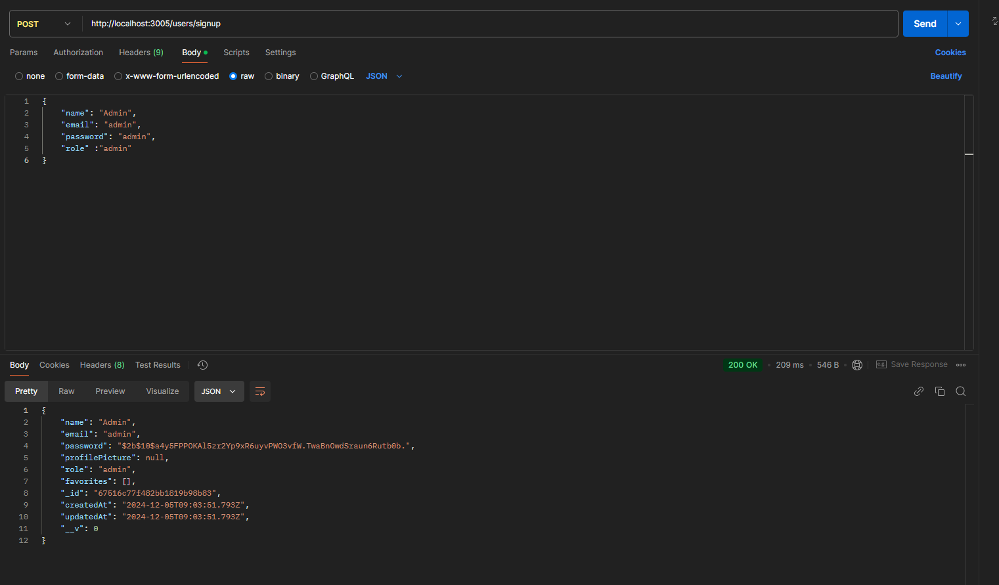 POST http://localhost:3005/users/signup Send
Params Authorization Headers (9) Body Scripts Settings Cookies
none form-data x-www-form-urlencoded raw binary GraphQL JSON Beautify
1 {
2 "name": "Admin",
3 "email": "admin",
4 "password": "admin",
5 "role" :"admin"
6 }
Body Cookies Headers (8) Test Results 200 OK 209 ms 546 B e.g. Save Response
Pretty Raw Preview Visualize JSON
1 {
2 "name": "Admin",
3 "email": "admin",
4 "password": "$2b$10$a4y5FPPOKAl5zr2Yp9xR6uyvPWO3vfW.TwaBnOwdSraun6Rutb0b.",
5 "profilePicture": null,
6 "role": "admin",
7 "favorites": [],
8 "_id": "67516c77f482bb1819b98b83",
9 "createdAt": "2024-12-05T09:03:51.793Z",
10 "updatedAt": "2024-12-05T09:03:51.793Z",
11 "__v": 0
12 }